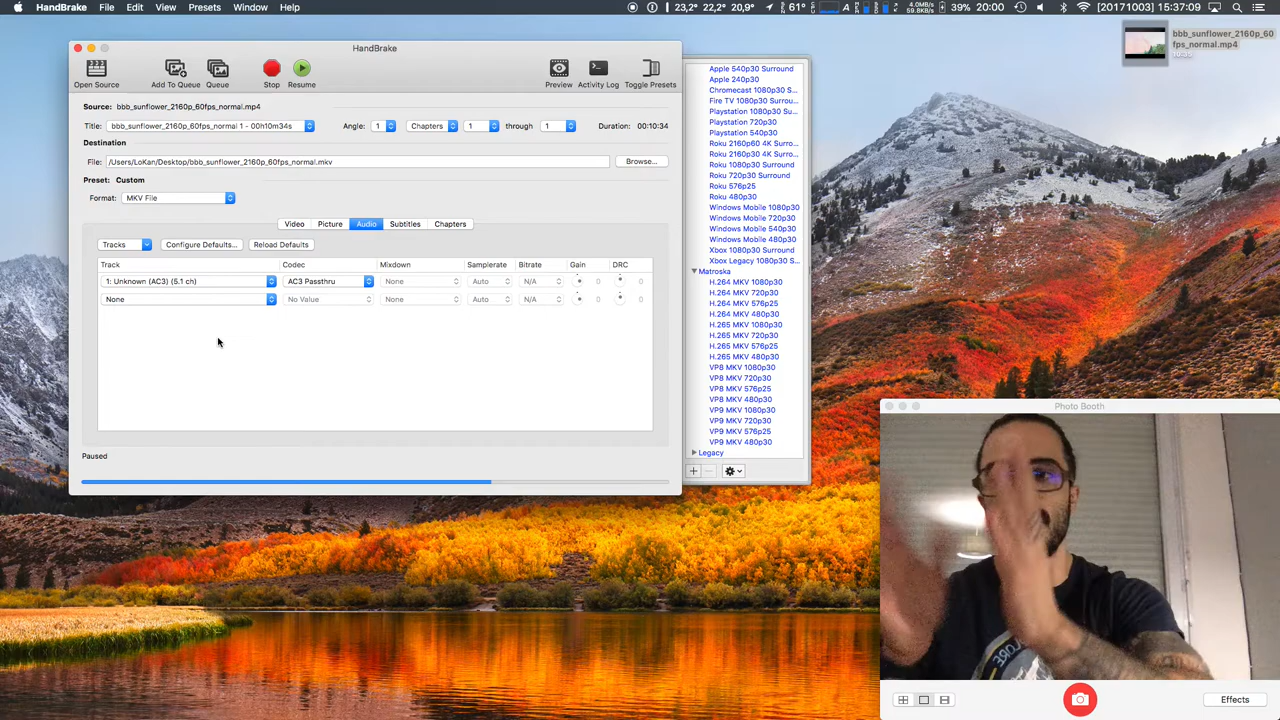 HandBrake File Edit View Presets Window Help
23,2° 22,2° 20,9° 61° 4.0MB/s 59.8KB/s 39% 20:00 [20171003] 15:37:09
bbb_sunflower_2160p_60
fps_normal.mp4
10:35
HandBrake
Open Source Add To Queue Queue Stop Resume Preview Activity Log Toggle Presets
Source: bbb_sunflower_2160p_60fps_normal.mp4
Title: bbb_sunflower_2160p_60fps_normal 1 - 00h10m34s Angle: 1 Chapters 1 through 1 Duration: 00:10:34
Destination
File: /Users/LoKan/Desktop/bbb_sunflower_2160p_60fps_normal.mkv Browse...
Preset: Custom
Format: MKV File
Video Picture Audio Subtitles Chapters
Tracks Configure Defaults... Reload Defaults
Track Codec Mixdown Samplerate Bitrate Gain DRC
1: Unknown (AC3) (5.1 ch) AC3 Passthru None Auto N/A 0 0
None No Value None Auto N/A 0 0
Paused
Apple 540p30 Surround
Apple 240p30
Chromecast 1080p30 S...
Fire TV 1080p30 Surrou...
Playstation 1080p30 Su...
Playstation 720p30
Playstation 540p30
Roku 2160p60 4K Surro...
Roku 2160p30 4K Surro...
Roku 1080p30 Surround
Roku 720p30 Surround
Roku 576p25
Roku 480p30
Windows Mobile 1080p30
Windows Mobile 720p30
Windows Mobile 540p30
Windows Mobile 480p30
Xbox 1080p30 Surround
Xbox Legacy 1080p30 S...
Matroska
H.264 MKV 1080p30
H.264 MKV 720p30
H.264 MKV 576p25
H.264 MKV 480p30
H.265 MKV 1080p30
H.265 MKV 720p30
H.265 MKV 576p25
H.265 MKV 480p30
VP8 MKV 1080p30
VP8 MKV 720p30
VP8 MKV 576p25
VP8 MKV 480p30
VP9 MKV 1080p30
VP9 MKV 720p30
VP9 MKV 576p25
VP9 MKV 480p30
Legacy
Photo Booth
Effects